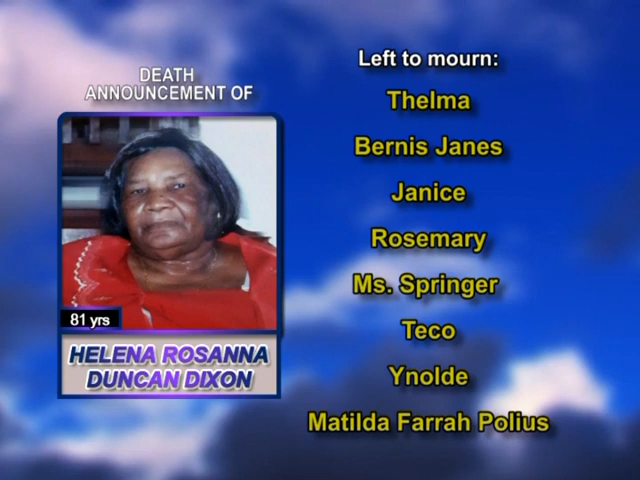 DEATH
ANNOUNCEMENT OF
81 yrs
HELENA ROSANNA
DUNCAN DIXON
Left to mourn:
Thelma
Bernis Janes
Janice
Rosemary
Ms. Springer
Teco
Ynolde
Matilda Farrah Polius